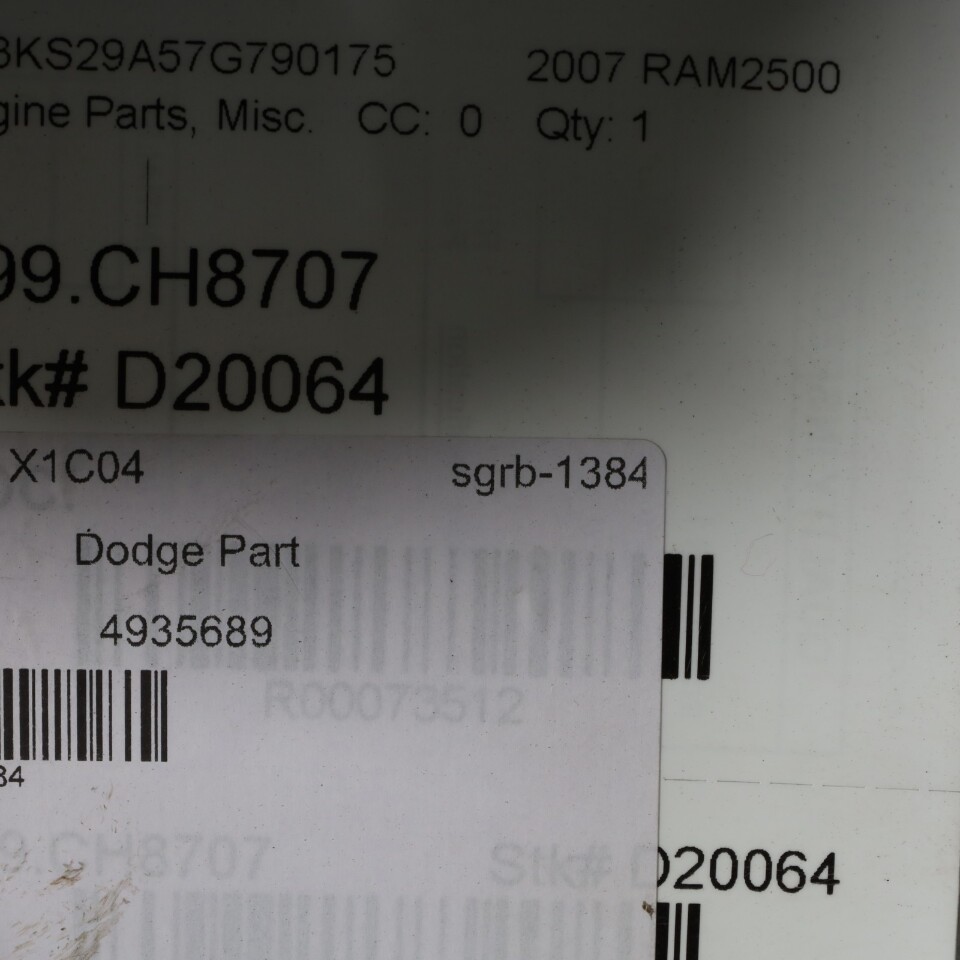 3KS29A57G790175 2007 RAM2500
gine Parts, Misc. CC: 0 Qty: 1
99.CH8707
tk# D20064
X1C04 sgrb-1384
Dodge Part
4935689
R00073512
84
9.CH8707 Stk# D20064